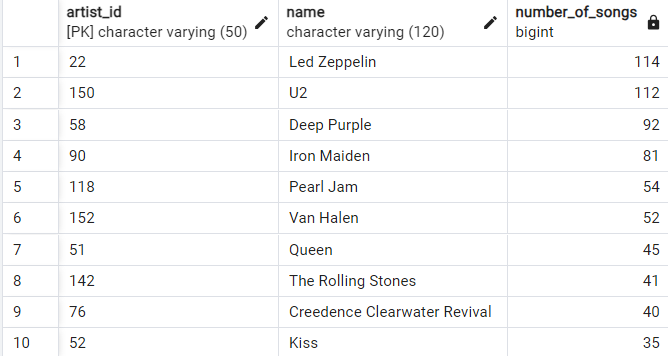 artist_id name number_of_songs
[PK] character varying (50) character varying (120) bigint
1 22 Led Zeppelin 114
2 150 U2 112
3 58 Deep Purple 92
4 90 Iron Maiden 81
5 118 Pearl Jam 54
6 152 Van Halen 52
7 51 Queen 45
8 142 The Rolling Stones 41
9 76 Creedence Clearwater Revival 40
10 52 Kiss 35